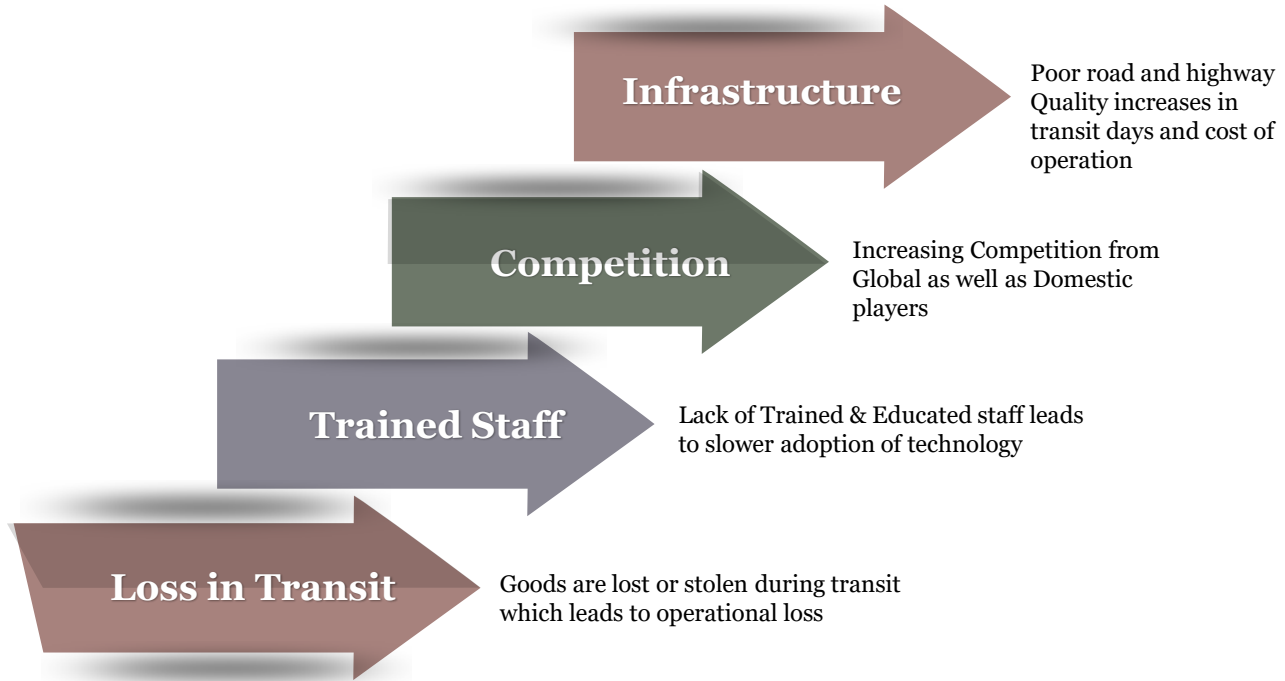 Infrastructure
Poor road and highway
Quality increases in
transit days and cost of
operation
Competition
Increasing Competition from
Global as well as Domestic
players
Trained Staff
Lack of Trained & Educated staff leads
to slower adoption of technology
Loss in Transit
Goods are lost or stolen during transit
which leads to operational loss